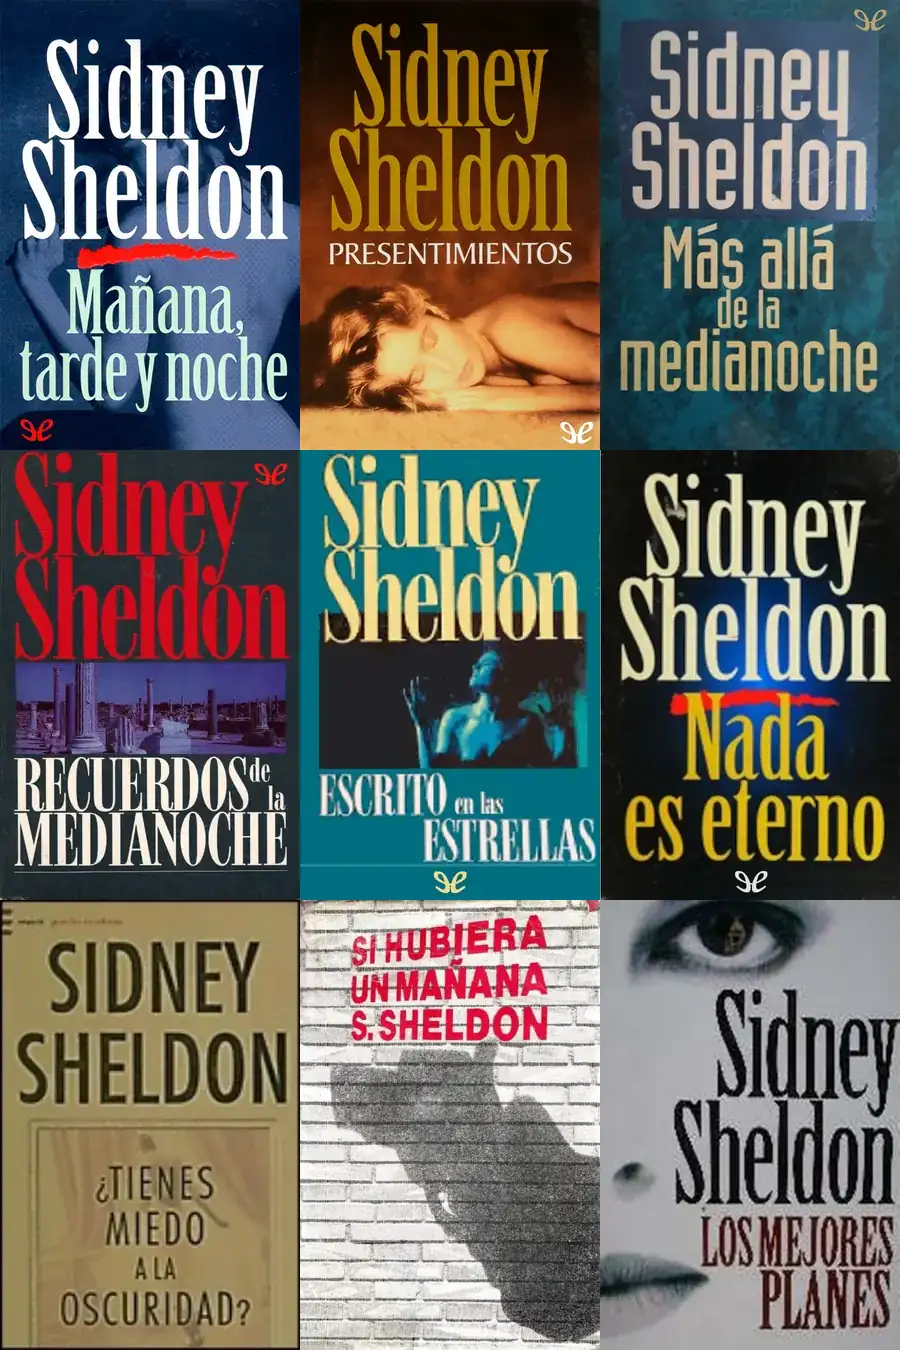 Sidney
Sheldon
Mañana,
tarde y noche
Sidney
Sheldon
PRESENTIMIENTOS
Sidney
Sheldon
Más allá
de la
medianoche
Sidney
Sheldon
RECUERDOS de
la
MEDIANOCHE
Sidney
Sheldon
ESCRITO en las
ESTRELLAS
Sidney
Sheldon
Nada
es eterno
SIDNEY
SHELDON
¿TIENES
MIEDO
A LA
OSCURIDAD?
SI HUBIERA
UN MAÑANA
S. SHELDON
Sidney
Sheldon
LOS MEJORES
PLANES